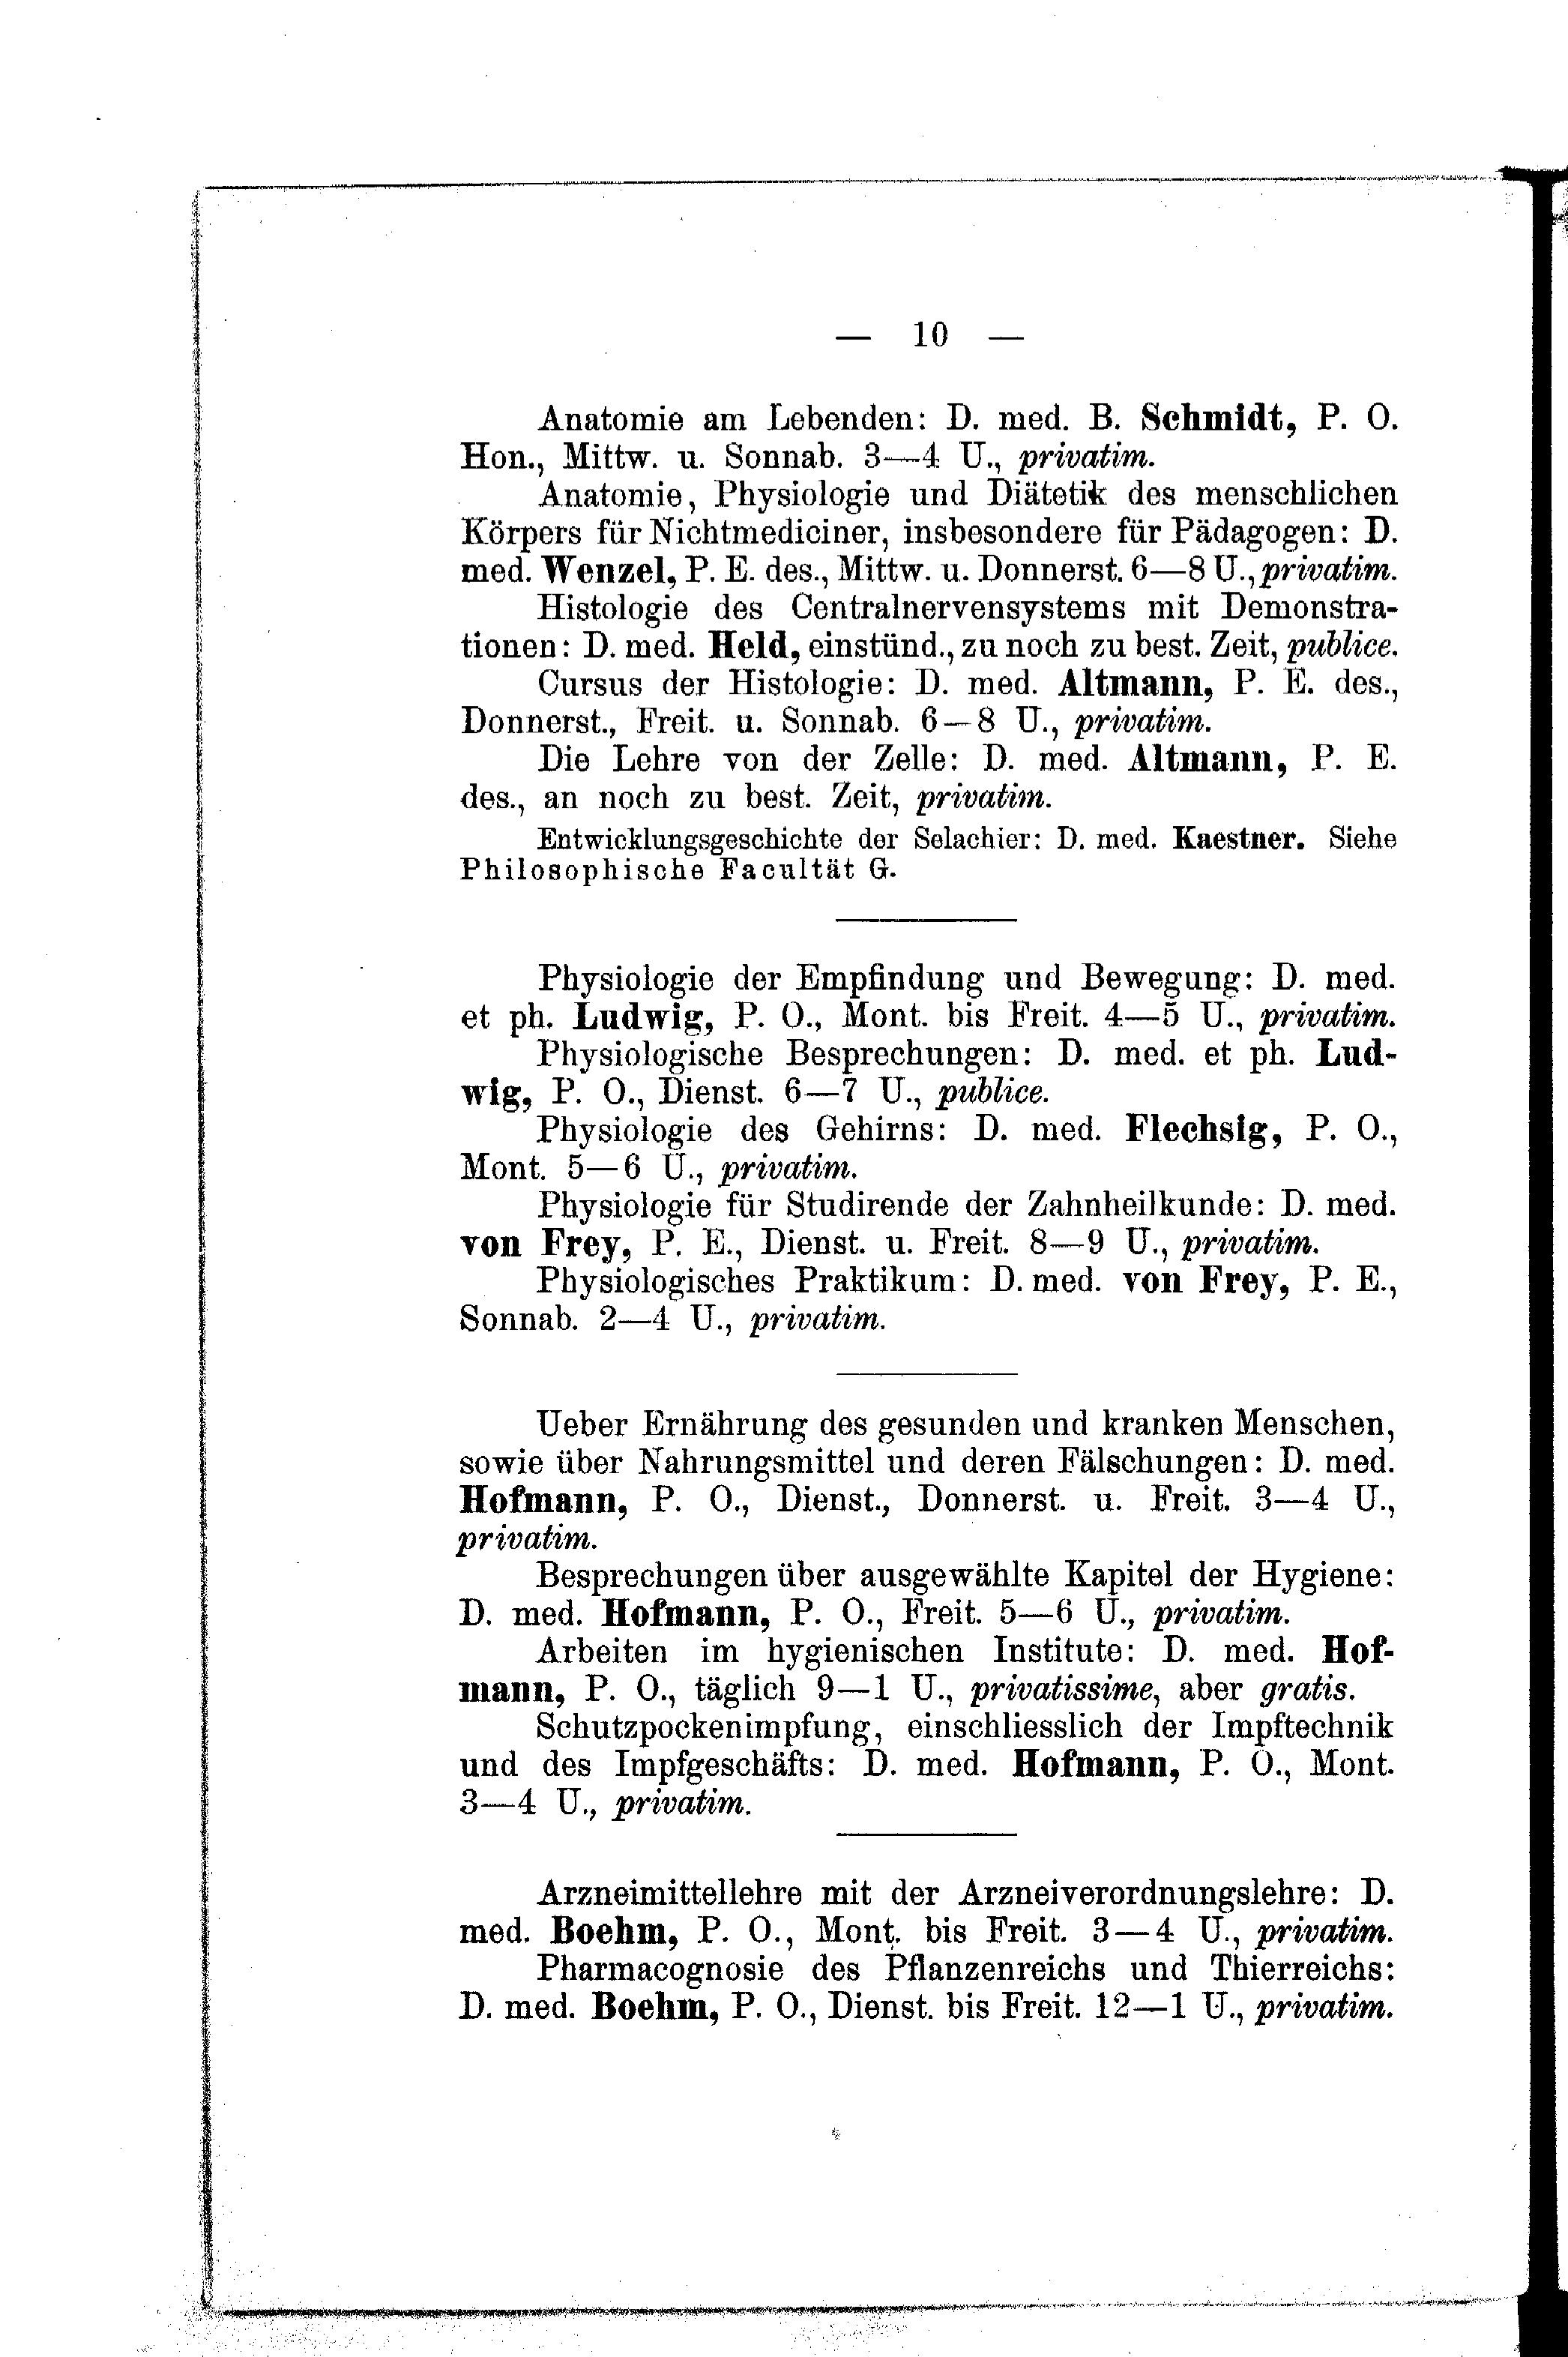 — 10 —
Anatomie am Lebenden: D. med. B. Schmidt, P. O.
Hon., Mittw. u. Sonnab. 3—4 U., privatim.
Anatomie, Physiologie und Diätetik des menschlichen
Körpers für Nichtmediciner, insbesondere für Pädagogen: D.
med. Wenzel, P. E. des., Mittw. u. Donnerst. 6—8 U., privatim.
Histologie des Centralnervensystems mit Demonstra-
tionen: D. med. Held, einstünd., zu noch zu best. Zeit, publice.
Cursus der Histologie: D. med. Altmann, P. E. des.,
Donnerst., Freit. u. Sonnab. 6—8 U., privatim.
Die Lehre von der Zelle: D. med. Altmann, P. E.
des., an noch zu best. Zeit, privatim.
Entwicklungsgeschichte der Selachier: D. med. Kaestner. Siehe
Philosophische Facultät G.
Physiologie der Empfindung und Bewegung: D. med.
et ph. Ludwig, P. O., Mont. bis Freit. 4—5 U., privatim.
Physiologische Besprechungen: D. med. et ph. Lud-
wig, P. O., Dienst. 6—7 U., publice.
Physiologie des Gehirns: D. med. Flechsig, P. O.,
Mont. 5—6 U., privatim.
Physiologie für Studirende der Zahnheilkunde: D. med.
von Frey, P. E., Dienst. u. Freit. 8—9 U., privatim.
Physiologisches Praktikum: D. med. von Frey, P. E.,
Sonnab. 2—4 U., privatim.
Ueber Ernährung des gesunden und kranken Menschen,
sowie über Nahrungsmittel und deren Fälschungen: D. med.
Hofmann, P. O., Dienst., Donnerst. u. Freit. 3—4 U.,
privatim.
Besprechungen über ausgewählte Kapitel der Hygiene:
D. med. Hofmann, P. O., Freit. 5—6 U., privatim.
Arbeiten im hygienischen Institute: D. med. Hof-
mann, P. O., täglich 9—1 U., privatissime, aber gratis.
Schutzpockenimpfung, einschliesslich der Impftechnik
und des Impfgeschäfts: D. med. Hofmann, P. O., Mont.
3—4 U., privatim.
Arzneimittellehre mit der Arzneiverordnungslehre: D.
med. Boehm, P. O., Mont. bis Freit. 3—4 U., privatim.
Pharmacognosie des Pflanzenreichs und Thierreichs:
D. med. Boehm, P. O., Dienst. bis Freit. 12—1 U., privatim.